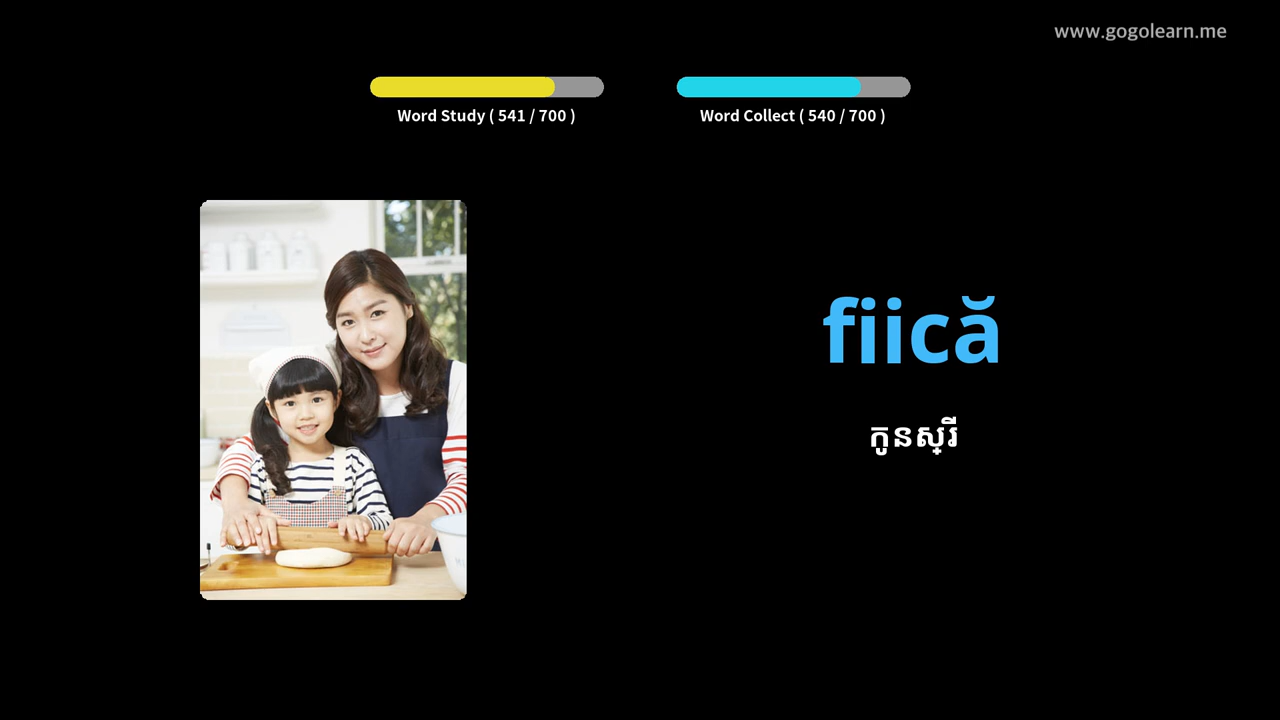 www.gogolearn.me
Word Study ( 541 / 700 )
Word Collect ( 540 / 700 )
fiică
កូនស្រី